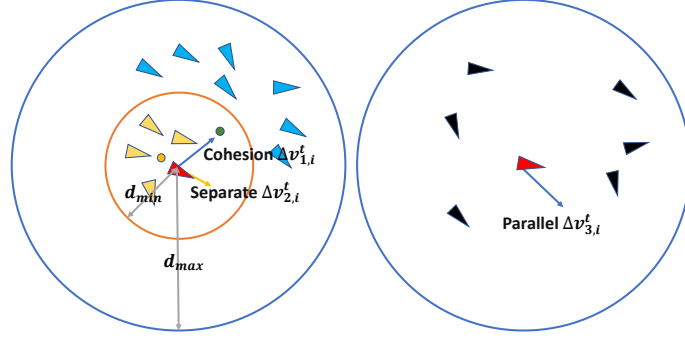 Cohesion Δv^t_{1,i}
d_min
Separate Δv^t_{2,i}
d_max
Parallel Δv^t_{3,i}